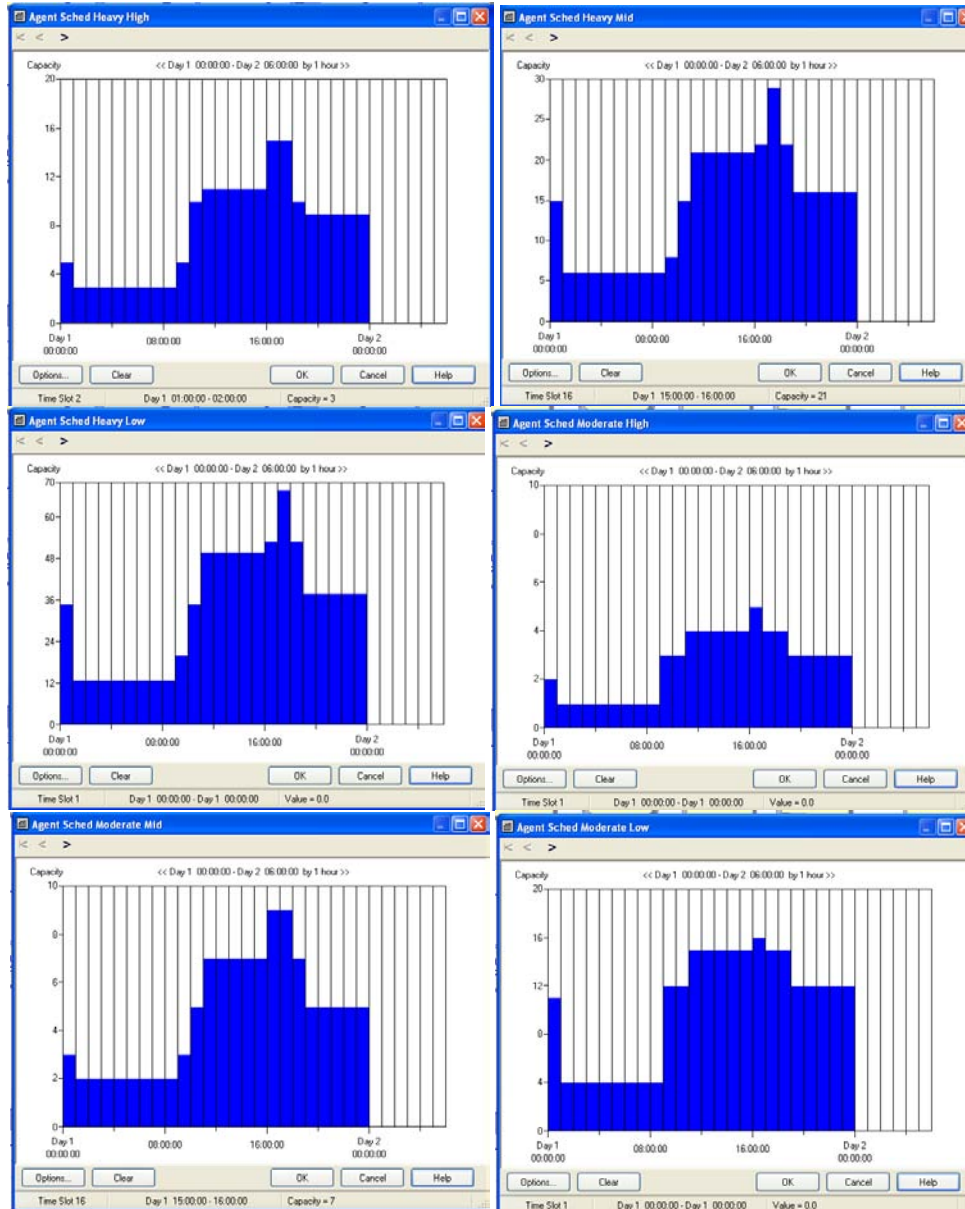 Agent Sched Heavy High
Capacity << Day 1 00:00:00 - Day 2 06:00:00 by 1 hour >>
20
16
12
8
4
0
Day 1 00:00:00 08:00:00 16:00:00 Day 2 00:00:00
Options... Clear OK Cancel Help
Time Slot 2 Day 1 01:00:00 - 02:00:00 Capacity = 3
Agent Sched Heavy Mid
Capacity << Day 1 00:00:00 - Day 2 06:00:00 by 1 hour >>
30
25
20
15
10
5
0
Day 1 00:00:00 08:00:00 16:00:00 Day 2 00:00:00
Options... Clear OK Cancel Help
Time Slot 16 Day 1 15:00:00 - 16:00:00 Capacity = 21
Agent Sched Heavy Low
Capacity << Day 1 00:00:00 - Day 2 06:00:00 by 1 hour >>
70
48
36
24
12
0
Day 1 00:00:00 08:00:00 16:00:00 Day 2 00:00:00
Options... Clear OK Cancel Help
Time Slot 1 Day 1 00:00:00 - Day 1 00:00:00 Value = 0.0
Agent Sched Moderate High
Capacity << Day 1 00:00:00 - Day 2 06:00:00 by 1 hour >>
10
8
6
4
2
0
Day 1 00:00:00 08:00:00 16:00:00 Day 2 00:00:00
Options... Clear OK Cancel Help
Time Slot 1 Day 1 00:00:00 - Day 1 00:00:00 Value = 0.0
Agent Sched Moderate Mid
Capacity << Day 1 00:00:00 - Day 2 06:00:00 by 1 hour >>
10
8
6
4
2
0
Day 1 00:00:00 08:00:00 16:00:00 Day 2 00:00:00
Options... Clear OK Cancel Help
Time Slot 16 Day 1 15:00:00 - 16:00:00 Capacity = 7
Agent Sched Moderate Low
Capacity << Day 1 00:00:00 - Day 2 06:00:00 by 1 hour >>
20
16
12
8
4
0
Day 1 00:00:00 08:00:00 16:00:00 Day 2 00:00:00
Options... Clear OK Cancel Help
Time Slot 1 Day 1 00:00:00 - Day 1 00:00:00 Value = 0.0